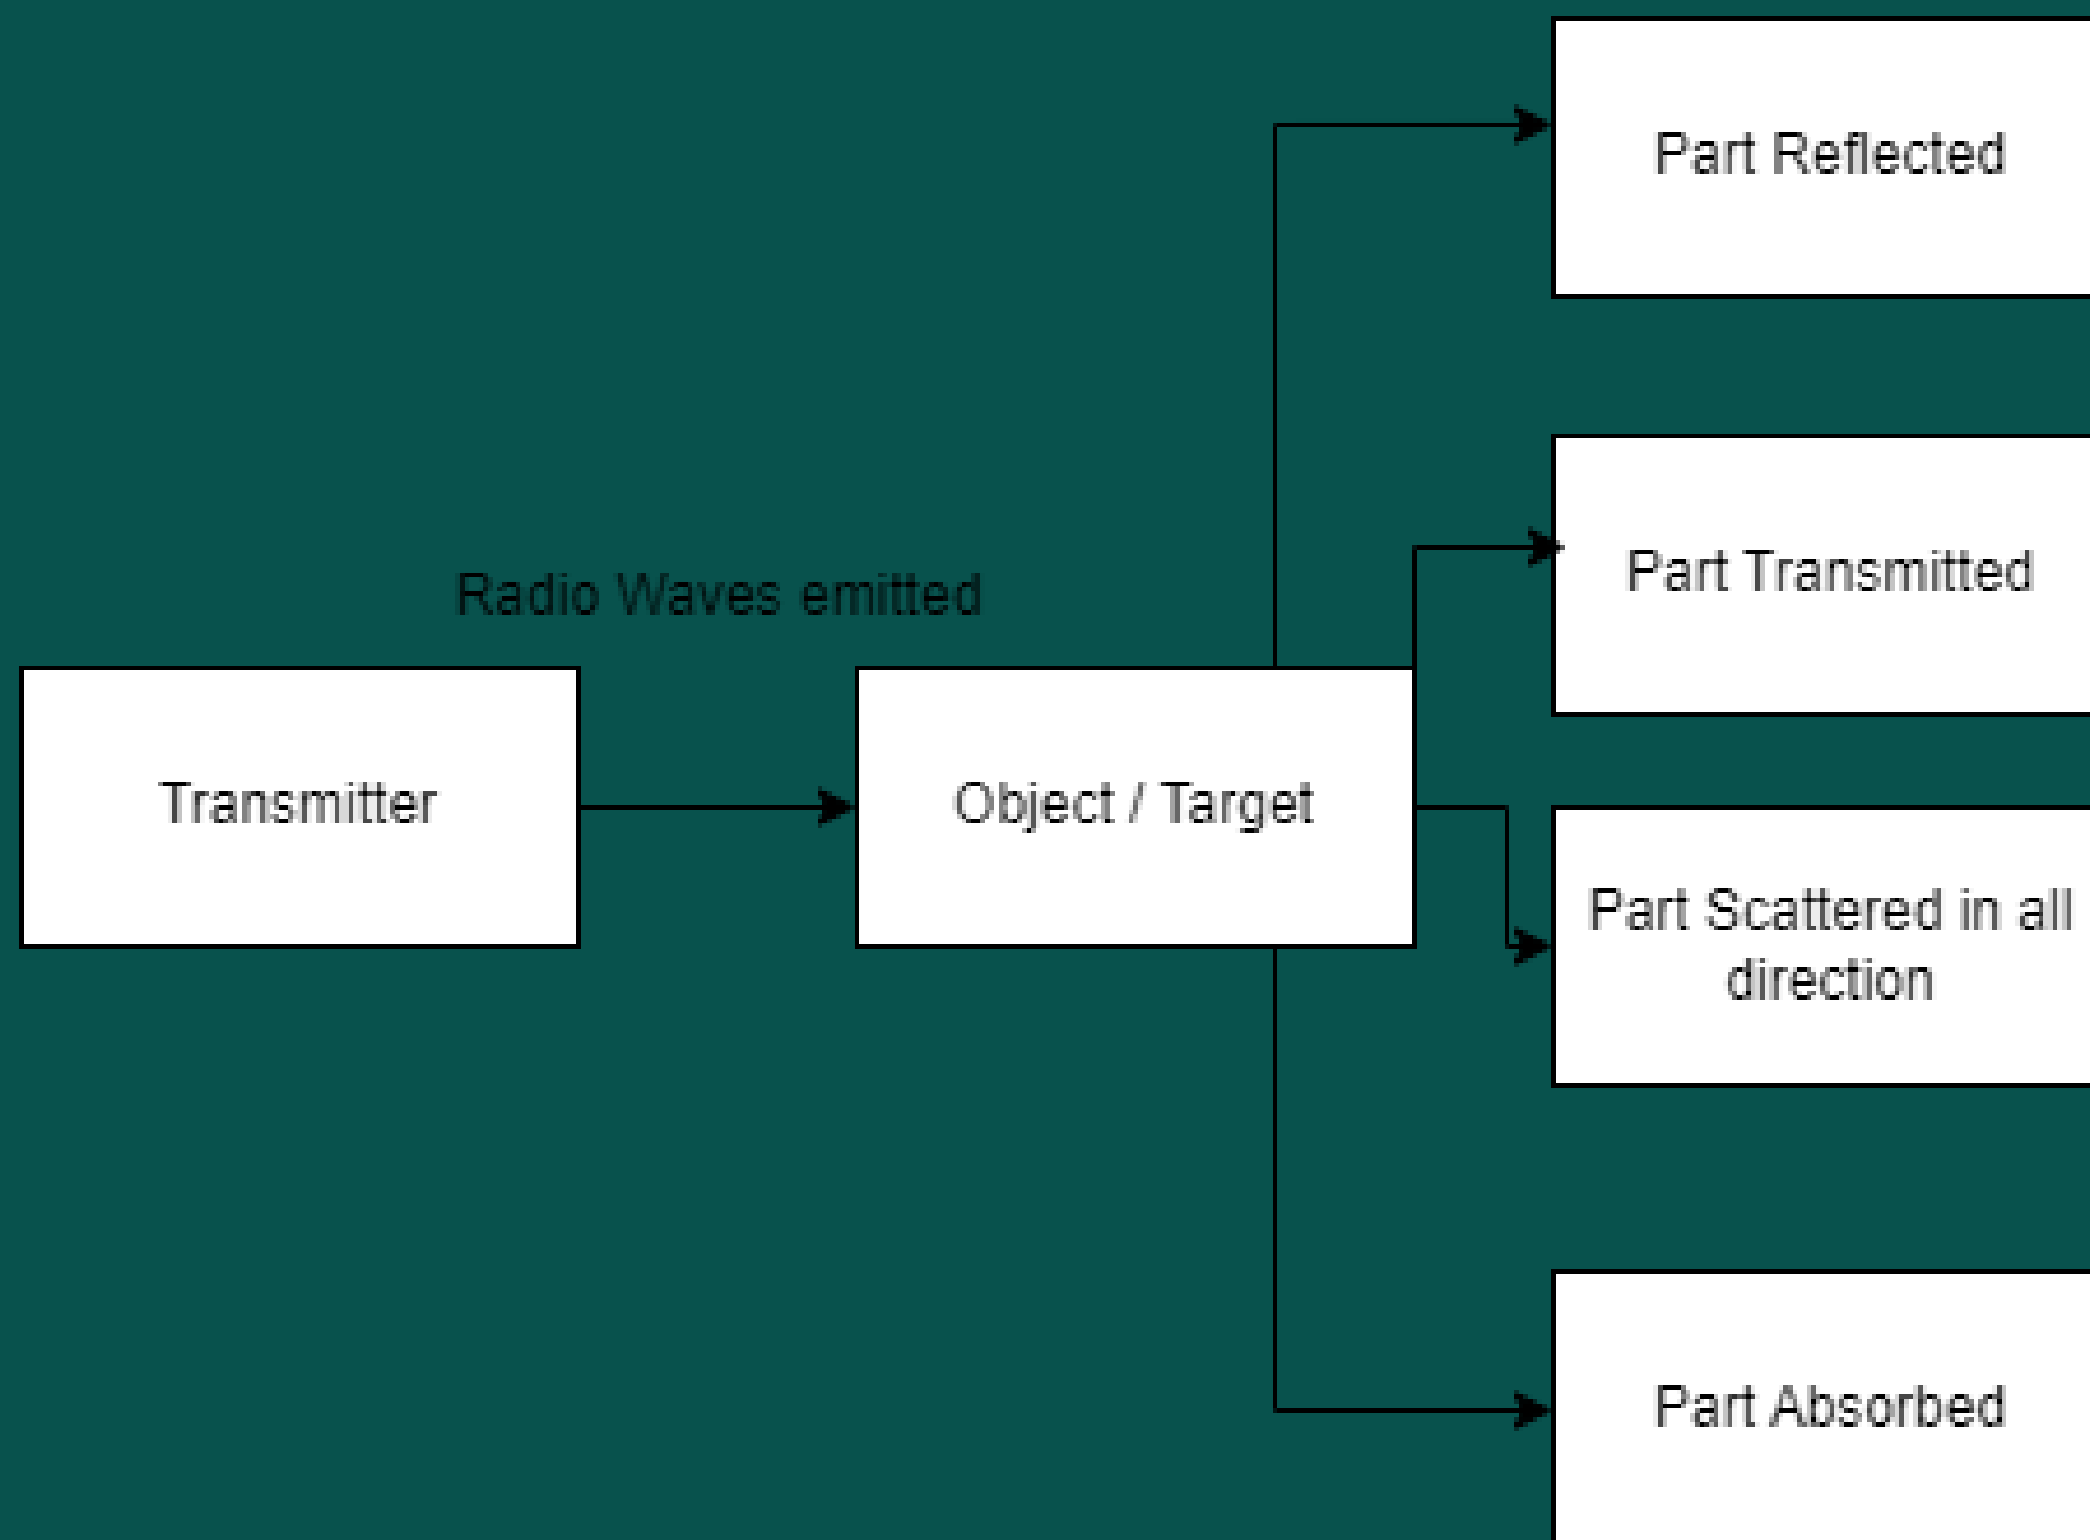 Part Reflected
Part Transmitted
Radio Waves emitted
Transmitter
Object / Target
Part Scattered in all
direction
Part Absorbed